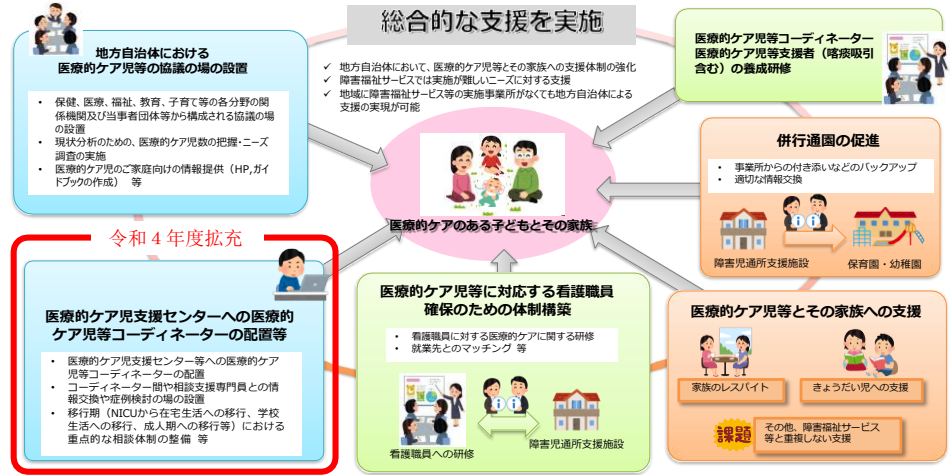 総合的な支援を実施
✓ 地方自治体において、医療的ケア児等とその家族への支援体制の強化
✓ 障害福祉サービスでは実施が難しいニーズに対する支援
✓ 地域に障害福祉サービス等の実施事業所がなくても地方自治体による
支援の実現が可能
地方自治体における
医療的ケア児等の協議の場の設置
• 保健、医療、福祉、教育、子育て等の各分野の関
係機関及び当事者団体等から構成される協議の場
の設置
• 現状分析のための、医療的ケア児数の把握・ニーズ
調査の実施
• 医療的ケア児のご家庭向けの情報提供（HP,ガイ
ドブックの作成） 等
医療的ケア児等コーディネーター
医療的ケア児等支援者（喀痰吸引
含む）の養成研修
併行通園の促進
• 事業所からの付き添いなどのバックアップ
• 適切な情報交換
障害児通所支援施設
保育園・幼稚園
医療的ケアのある子どもとその家族
令和４年度拡充
医療的ケア児支援センターへの医療的
ケア児等コーディネーターの配置等
• 医療的ケア児支援センター等への医療的ケア
児等コーディネーターの配置
• コーディネーター間や相談支援専門員との情
報交換や症例検討の場の設置
• 移行期（NICUから在宅生活への移行、学校
生活への移行、成人期への移行等）における
重点的な相談体制の整備 等
医療的ケア児等に対応する看護職員
確保のための体制構築
• 看護職員に対する医療的ケアに関する研修
• 就業先とのマッチング 等
看護職員への研修
障害児通所支援施設
医療的ケア児等とその家族への支援
家族のレスパイト
きょうだい児への支援
課題
その他、障害福祉サービス
等と重複しない支援